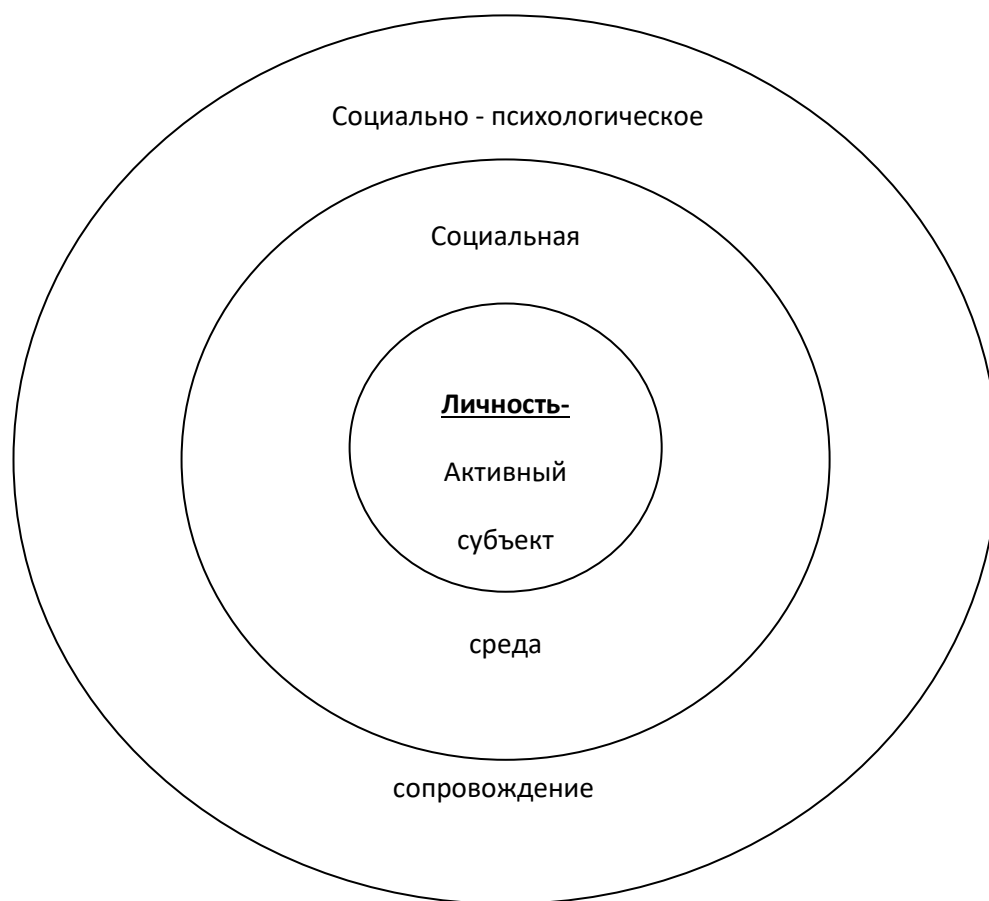 Социально - психологическое
Социальная
Личность-
Активный
субъект
среда
сопровождение